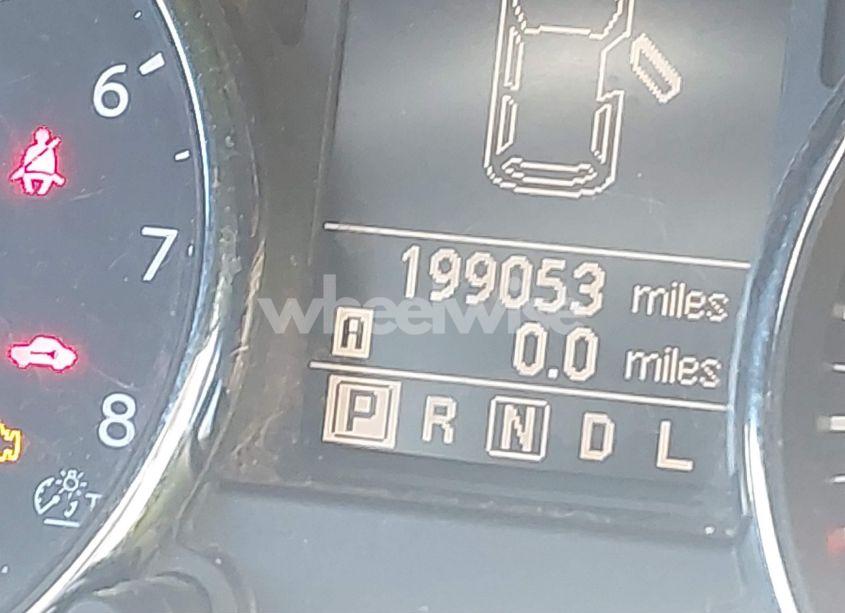 6
7
8
199053 miles
A 0.0 miles
P R N D L
wheelwise